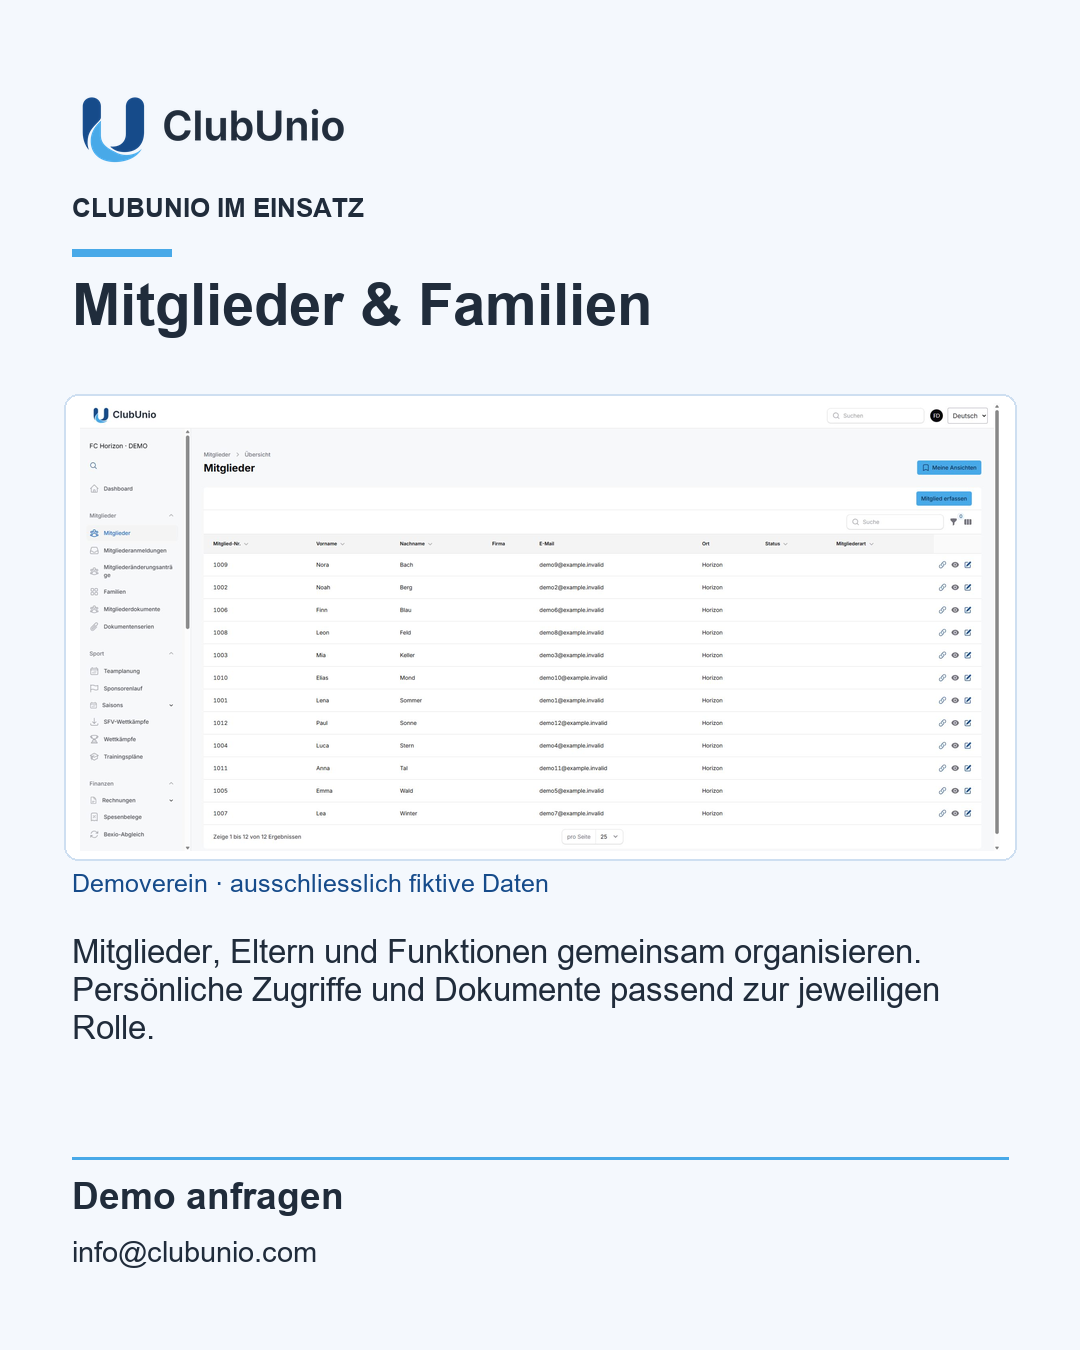 ClubUnio
CLUBUNIO IM EINSATZ
Mitglieder & Familien
ClubUnio
Suchen
FD
Deutsch
FC Horizon · DEMO
Dashboard
Mitglieder
Mitglieder
Mitgliederanmeldungen
Mitgliederänderungsanträ
ge
Familien
Mitgliederdokumente
Dokumentenserien
Sport
Teamplanung
Sponsorenlauf
Saisons
SFV-Wettkämpfe
Wettkämpfe
Trainingspläne
Finanzen
Rechnungen
Spesenbelege
Bexio-Abgleich
Mitglieder > Übersicht
Mitglieder
Meine Ansichten
Mitglied erfassen
Suche
0
Mitglied-Nr. Vorname Nachname Firma E-Mail Ort Status Mitgliederart
1009 Nora Bach demo9@example.invalid Horizon
1002 Noah Berg demo2@example.invalid Horizon
1006 Finn Blau demo6@example.invalid Horizon
1008 Leon Feld demo8@example.invalid Horizon
1003 Mia Keller demo3@example.invalid Horizon
1010 Elias Mond demo10@example.invalid Horizon
1001 Lena Sommer demo1@example.invalid Horizon
1012 Paul Sonne demo12@example.invalid Horizon
1004 Luca Stern demo4@example.invalid Horizon
1011 Anna Tal demo11@example.invalid Horizon
1005 Emma Wald demo5@example.invalid Horizon
1007 Lea Winter demo7@example.invalid Horizon
Zeige 1 bis 12 von 12 Ergebnissen
pro Seite 25
Demoverein · ausschliesslich fiktive Daten
Mitglieder, Eltern und Funktionen gemeinsam organisieren.
Persönliche Zugriffe und Dokumente passend zur jeweiligen
Rolle.
Demo anfragen
info@clubunio.com